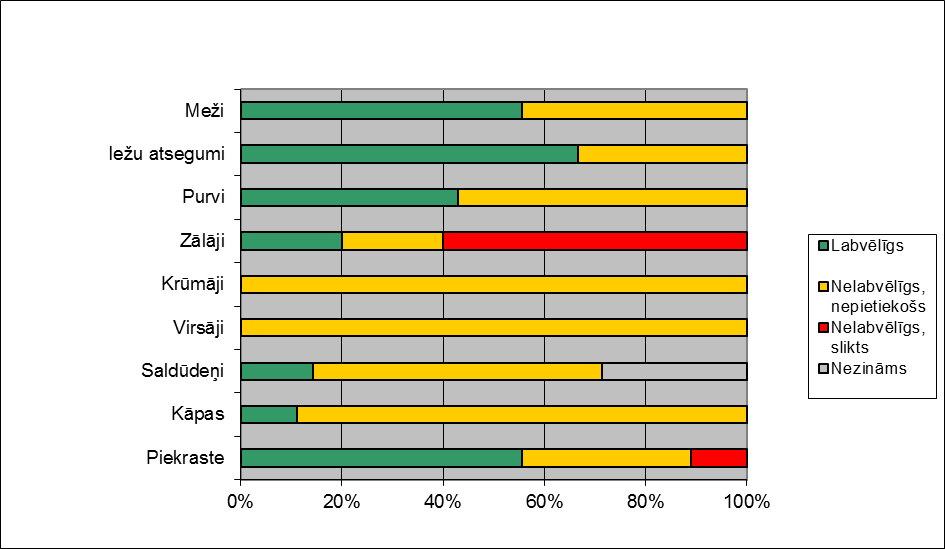 Meži
Iežu atsegumi
Purvi
Zālāji
Krūmāji
Virsāji
Saldūdeņi
Kāpas
Piekraste
0% 20% 40% 60% 80% 100%
Labvēlīgs
Nelabvēlīgs,
nepietiekošs
Nelabvēlīgs,
slikts
Nezināms